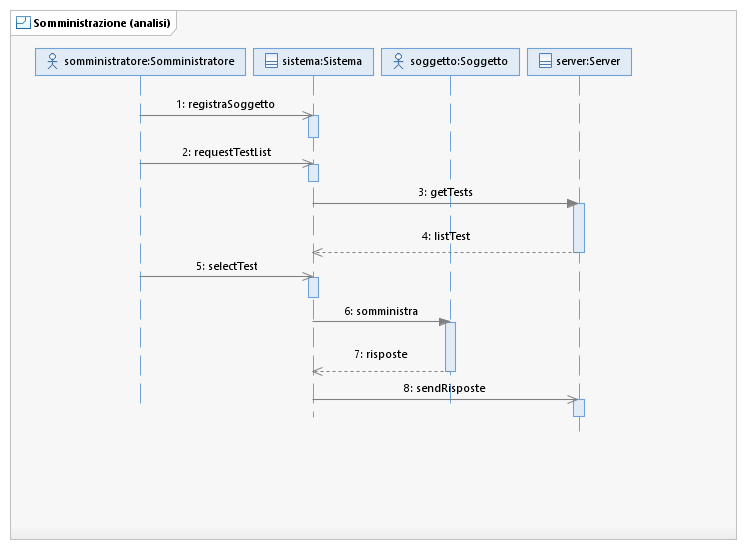 Somministrazione (analisi)
somministratore:Somministratore
sistema:Sistema
soggetto:Soggetto
server:Server
1: registraSoggetto
2: requestTestList
3: getTests
4: listTest
5: selectTest
6: somministra
7: risposte
8: sendRisposte